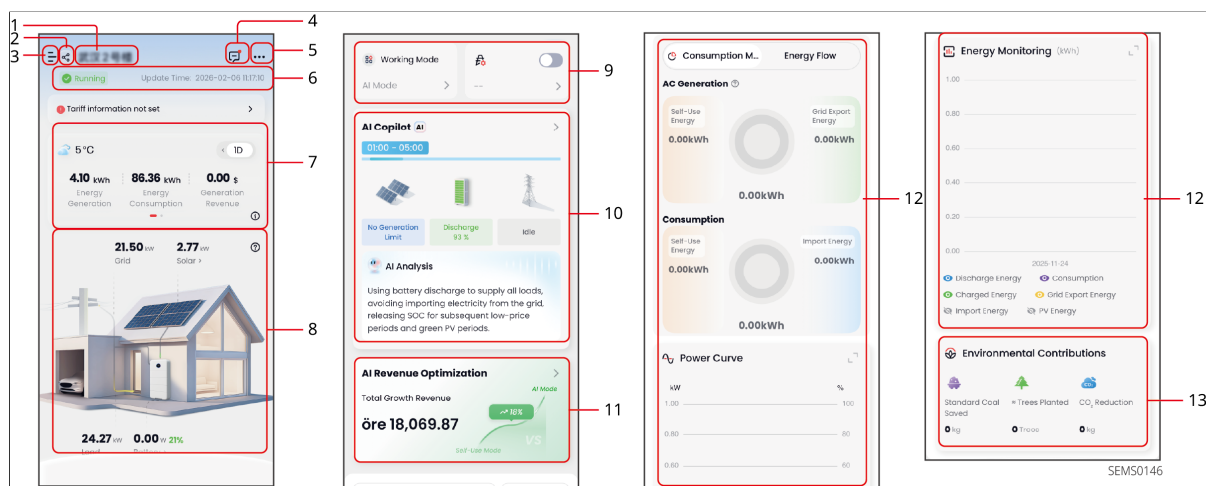 1
2
3
4
5
6
Running
Update Time: 2026-02-06 11:17:10
Tariff information not set
5℃
1D
4.10 kWh
86.36 kWh
0.00 $
Energy Generation
Energy Consumption
Generation Revenue
7
21.50 kW
2.77 kW
Grid
Solar >
8
24.27 kW
0.00 W 21%
Working Mode
AI Mode
--
9
AI Copilot AI
01:00 – 05:00
No Generation Limit
Discharge 93 %
Idle
10
AI Analysis
Using battery discharge to supply all loads,
avoiding importing electricity from the grid,
releasing SOC for subsequent low-price
periods and green PV periods.
AI Revenue Optimization
AI Mode
Total Growth Revenue
18%
öre 18,069.87
VS
Self-Use Mode
11
Consumption M...
Energy Flow
AC Generation
Self-Use Energy
Grid Export Energy
0.00kWh
0.00kWh
0.00kWh
12
Consumption
Self-Use Energy
Import Energy
0.00kWh
0.00kWh
0.00kWh
Power Curve
kW
%
1.00
100
0.80
80
0.60
60
Energy Monitoring (kWh)
1.00
0.80
0.60
0.40
0.20
0.00
2025-11-24
12
Discharge Energy
Consumption
Charged Energy
Grid Export Energy
Import Energy
PV Energy
Environmental Contributions
Standard Coal Saved
≈Trees Planted
CO₂ Reduction
0 kg
0 Trees
0 kg
13
SEMS0146